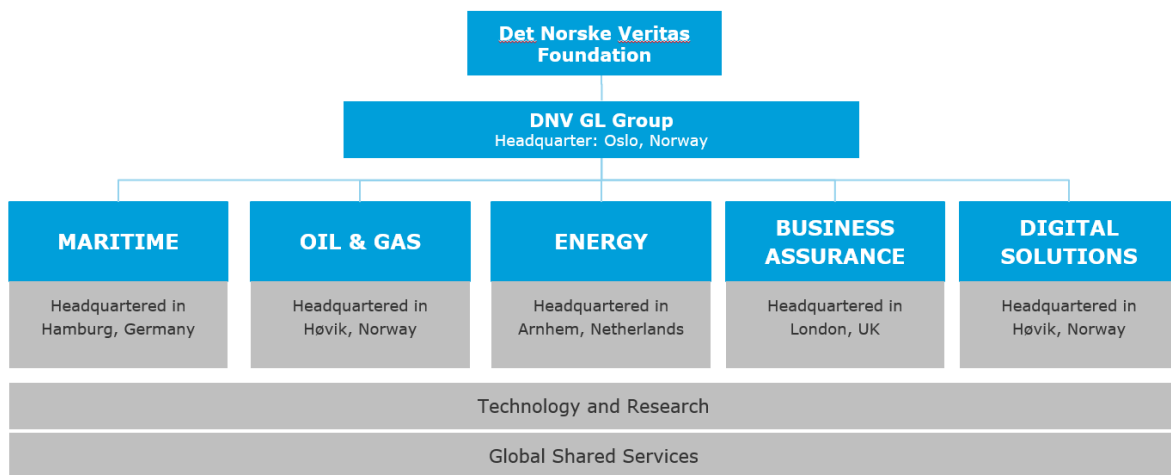 Det Norske Veritas
Foundation
DNV GL Group
Headquarter: Oslo, Norway
MARITIME
Headquartered in
Hamburg, Germany
OIL & GAS
Headquartered in
Høvik, Norway
ENERGY
Headquartered in
Arnhem, Netherlands
BUSINESS
ASSURANCE
Headquartered in
London, UK
DIGITAL
SOLUTIONS
Headquartered in
Høvik, Norway
Technology and Research
Global Shared Services